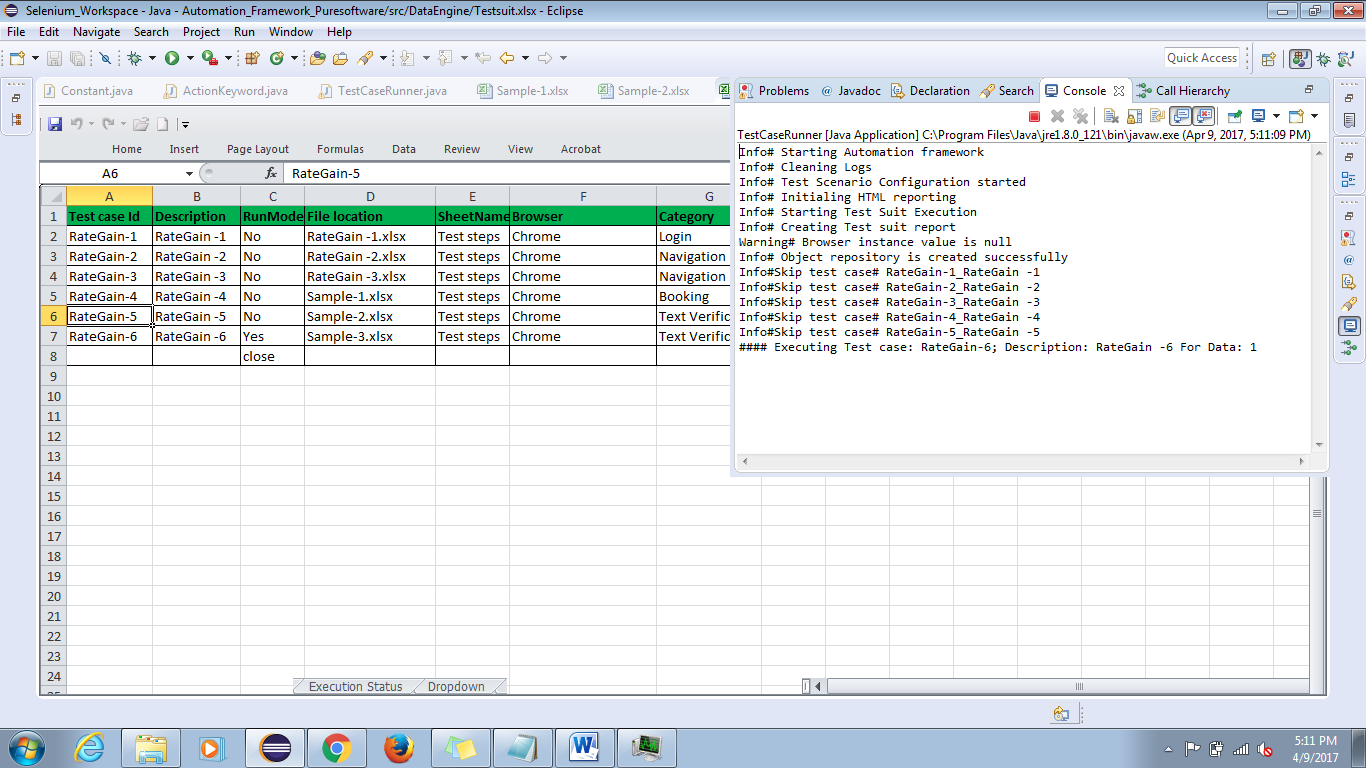 Selenium_Workspace - Java - Automation_Framework_Puresoftware/src/DataEngine/Testsuit.xlsx - Eclipse
File Edit Navigate Search Project Run Window Help
Quick Access
Constant.java ActionKeyword.java TestCaseRunner.java Sample-1.xlsx Sample-2.xlsx
Problems @ Javadoc Declaration Search Console Call Hierarchy
Home Insert Page Layout Formulas Data Review View Acrobat
A6 fx RateGain-5
A B C D E F G
1 Test case Id Description RunMode File location SheetName Browser Category
2 RateGain-1 RateGain -1 No RateGain -1.xlsx Test steps Chrome Login
3 RateGain-2 RateGain -2 No RateGain -2.xlsx Test steps Chrome Navigation
4 RateGain-3 RateGain -3 No RateGain -3.xlsx Test steps Chrome Navigation
5 RateGain-4 RateGain -4 No Sample-1.xlsx Test steps Chrome Booking
6 RateGain-5 RateGain -5 No Sample-2.xlsx Test steps Chrome Text Verific
7 RateGain-6 RateGain -6 Yes Sample-3.xlsx Test steps Chrome Text Verific
8 close
9
10
11
12
13
14
15
16
17
18
19
20
21
22
23
24
Execution Status Dropdown
TestCaseRunner [Java Application] C:\Program Files\Java\jre1.8.0_121\bin\javaw.exe (Apr 9, 2017, 5:11:09 PM)
Info# Starting Automation framework
Info# Cleaning Logs
Info# Test Scenario Configuration started
Info# Initialing HTML reporting
Info# Starting Test Suit Execution
Info# Creating Test suit report
Warning# Browser instance value is null
Info# Object repository is created successfully
Info#Skip test case# RateGain-1_RateGain -1
Info#Skip test case# RateGain-2_RateGain -2
Info#Skip test case# RateGain-3_RateGain -3
Info#Skip test case# RateGain-4_RateGain -4
Info#Skip test case# RateGain-5_RateGain -5
#### Executing Test case: RateGain-6; Description: RateGain -6 For Data: 1
5:11 PM
4/9/2017